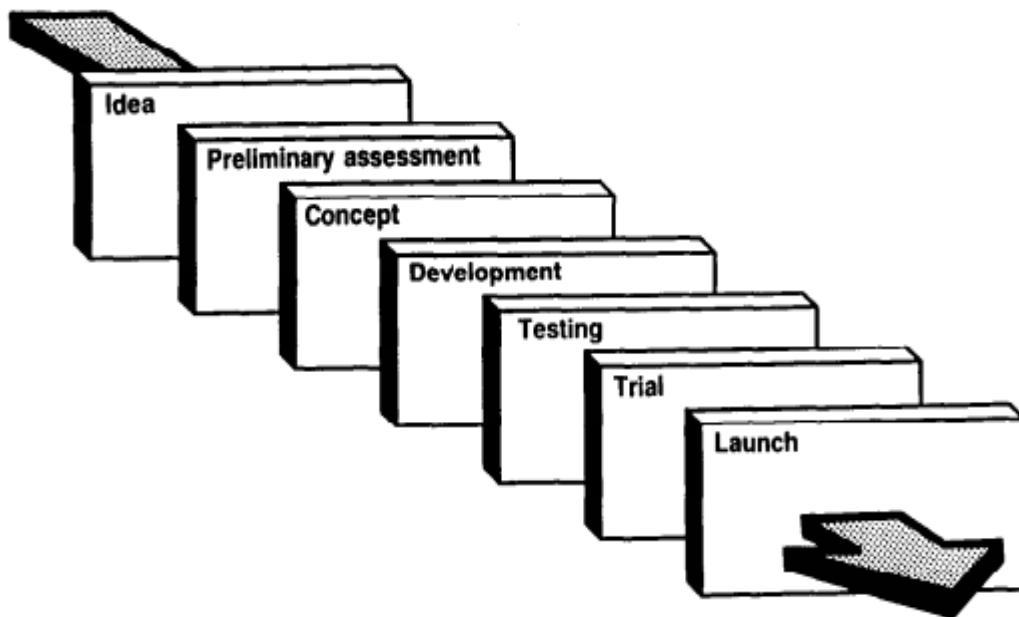 Idea
Preliminary assessment
Concept
Development
Testing
Trial
Launch